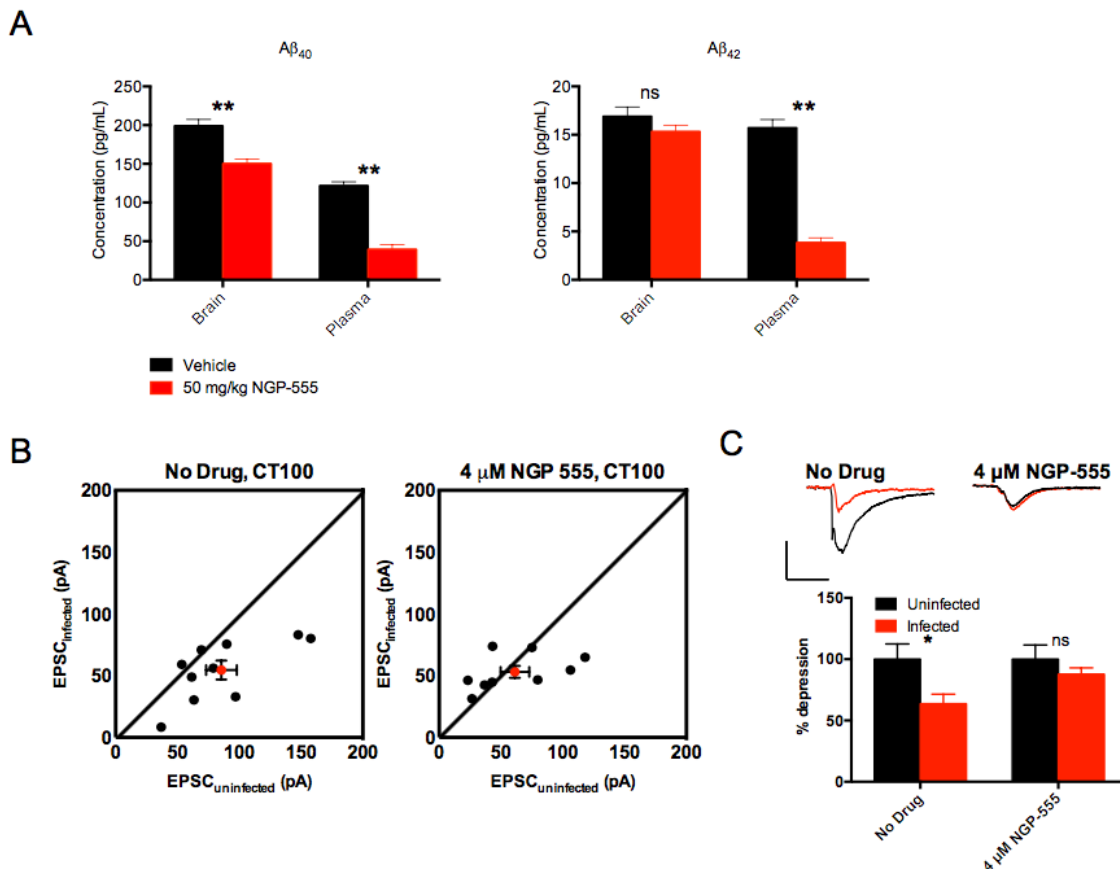 A
Aβ40
Aβ42
250
200
150
100
50
0
Concentration (pg/mL)
**
**
Brain
Plasma
20
15
10
5
0
Concentration (pg/mL)
ns
**
Brain
Plasma
Vehicle
50 mg/kg NGP-555
B
No Drug, CT100
200
150
100
50
0
EPSCinfected (pA)
0 50 100 150 200
EPSCuninfected (pA)
4 μM NGP 555, CT100
200
150
100
50
0
EPSCinfected (pA)
0 50 100 150 200
EPSCuninfected (pA)
C
No Drug
4 μM NGP-555
150
100
50
0
% depression
Uninfected
Infected
*
ns
No Drug
4 μM NGP-555